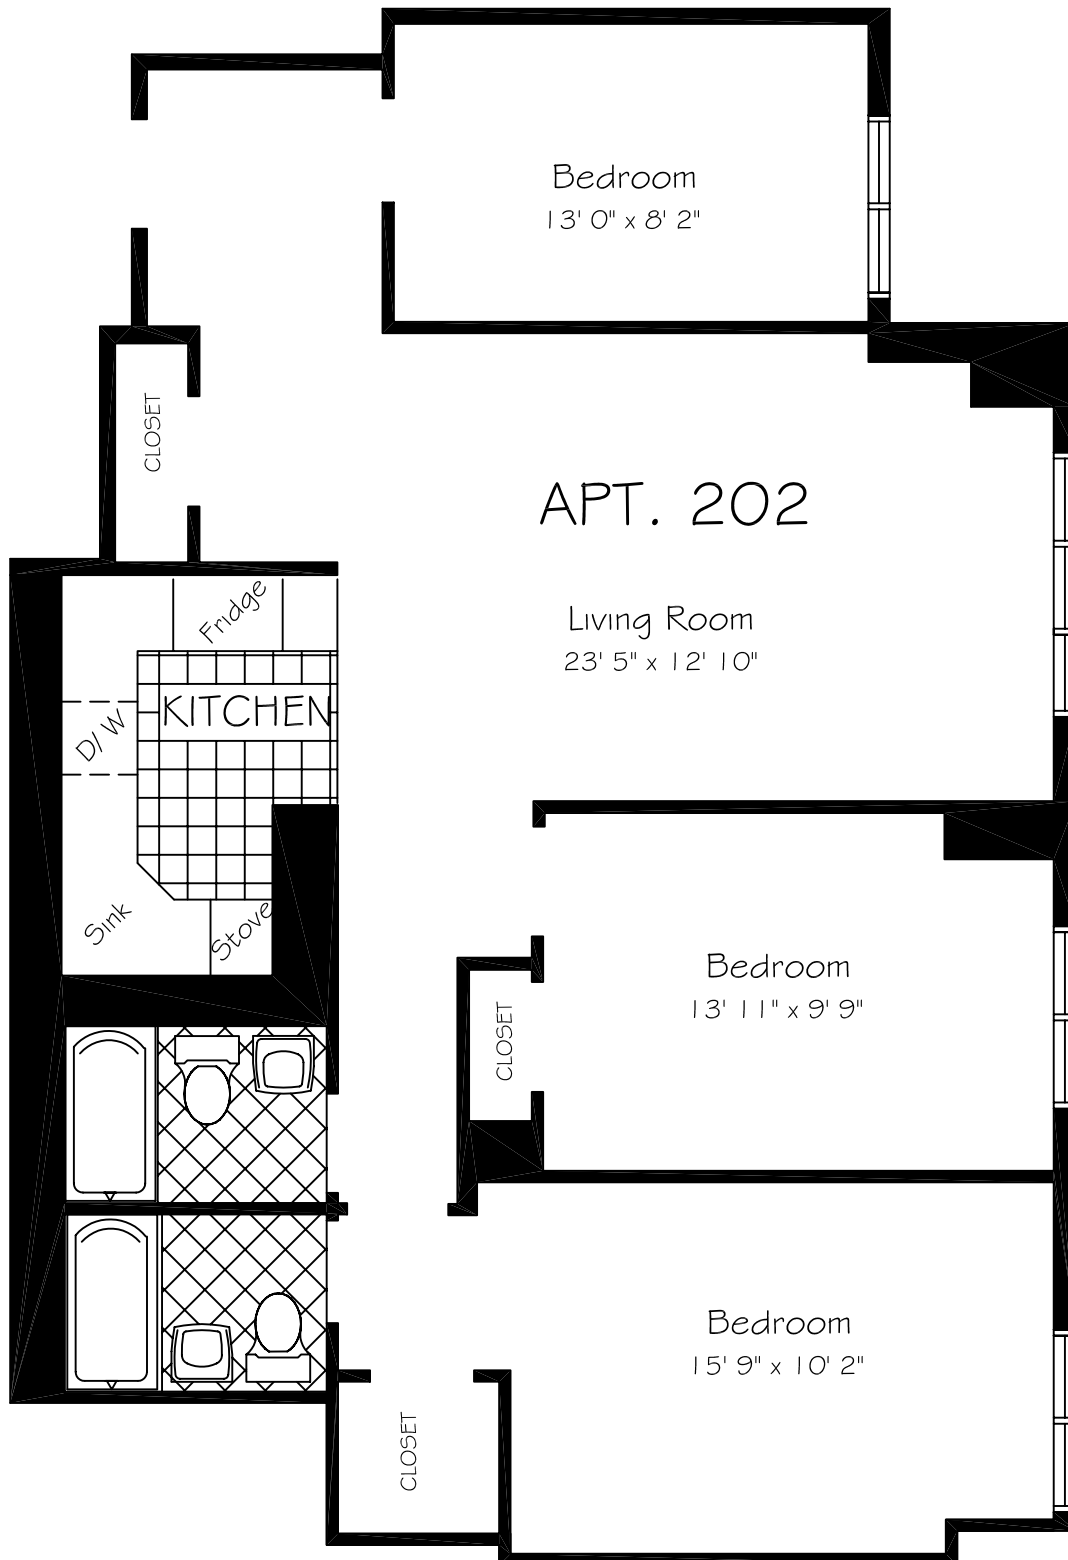 Bedroom
13' 0" x 8' 2"
CLOSET
APT. 202
Living Room
23' 5" x 12' 10"
Fridge
KITCHEN
D/W
Sink
Stove
Bedroom
13' 11" x 9' 9"
CLOSET
Bedroom
15' 9" x 10' 2"
CLOSET